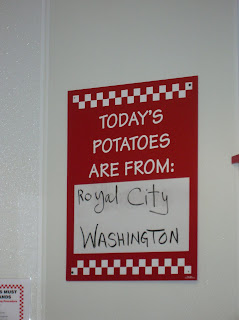 TODAY'S
POTATOES
ARE FROM:
Royal City
WASHINGTON